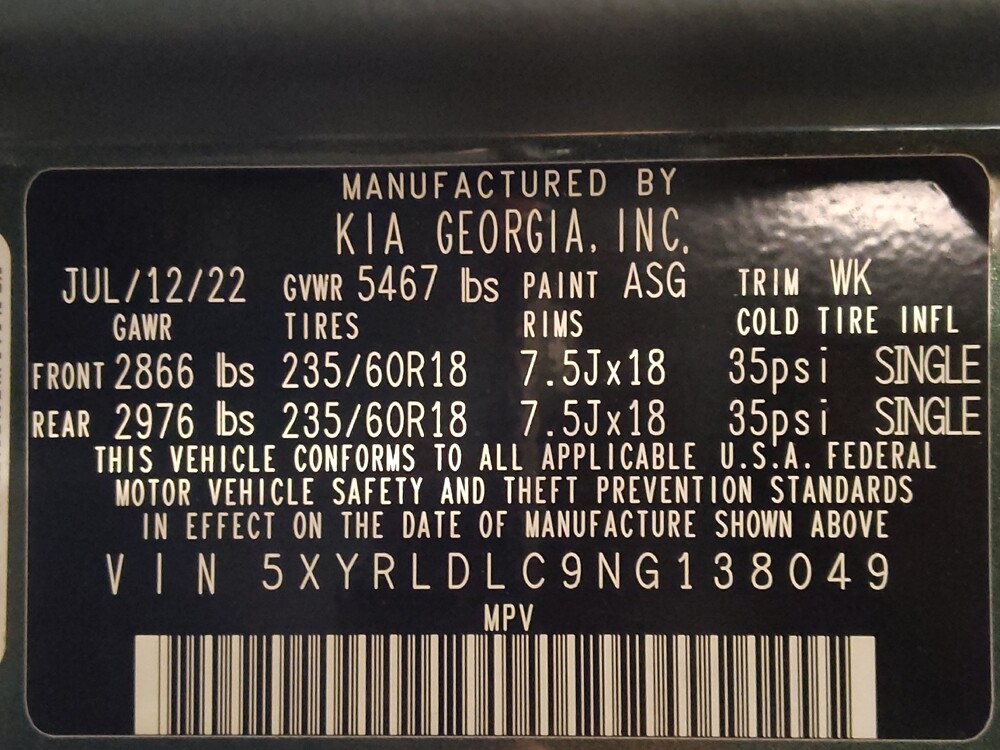 MANUFACTURED BY
KIA GEORGIA, INC.
JUL/12/22 GVWR 5467 lbs PAINT ASG TRIM WK
GAWR TIRES RIMS COLD TIRE INFL
FRONT 2866 lbs 235/60R18 7.5Jx18 35psi SINGLE
REAR 2976 lbs 235/60R18 7.5Jx18 35psi SINGLE
THIS VEHICLE CONFORMS TO ALL APPLICABLE U.S.A. FEDERAL
MOTOR VEHICLE SAFETY AND THEFT PREVENTION STANDARDS
IN EFFECT ON THE DATE OF MANUFACTURE SHOWN ABOVE
VIN 5XYRLDLC9NG138049
MPV